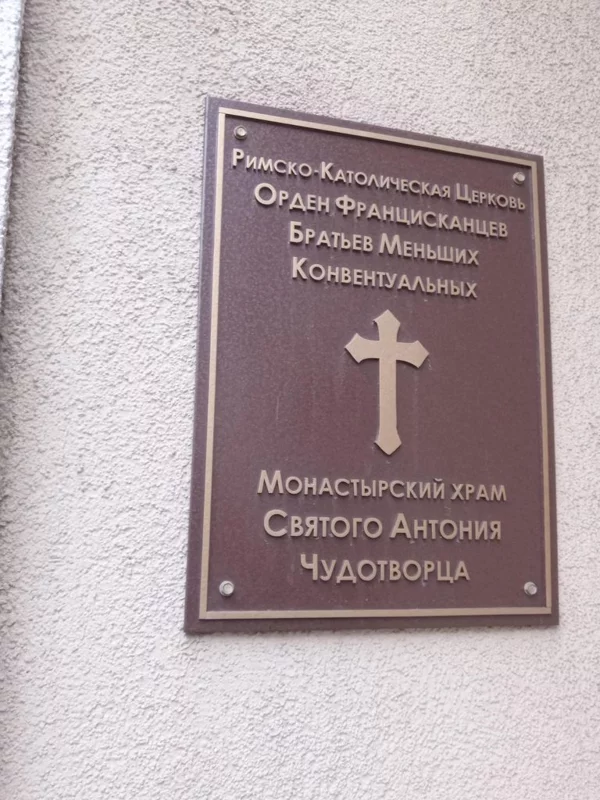 Римско-Католическая Церковь
Орден Францисканцев
Братьев Меньших
Конвентуальных
Монастырский храм
Святого Антония
Чудотворца